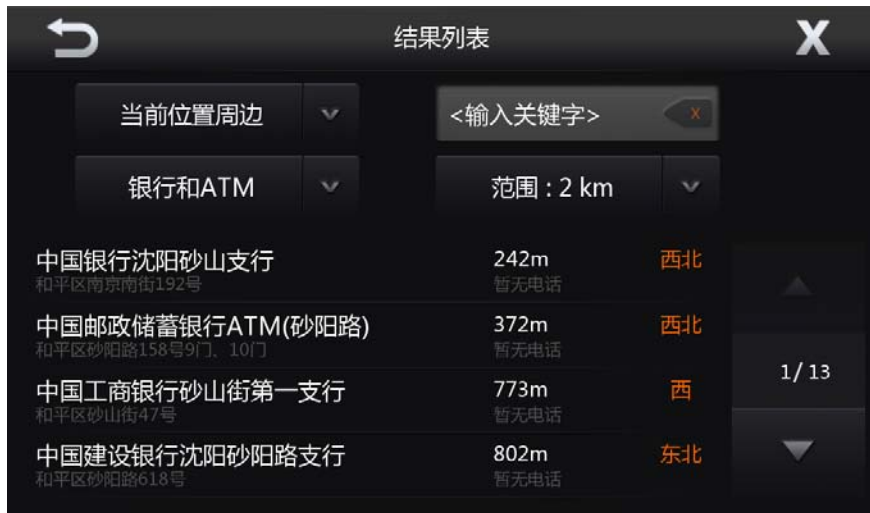 结果列表 X
当前位置周边 <输入关键字> x
银行和ATM 范围 : 2 km
中国银行沈阳砂山支行 242m 西北
和平区南京南街192号 暂无电话
中国邮政储蓄银行ATM(砂阳路) 372m 西北
和平区砂阳路158号9门、10门 暂无电话
1/ 13
中国工商银行砂山街第一支行 773m 西
和平区砂山街47号 暂无电话
中国建设银行沈阳砂阳路支行 802m 东北
和平区砂阳路618号 暂无电话